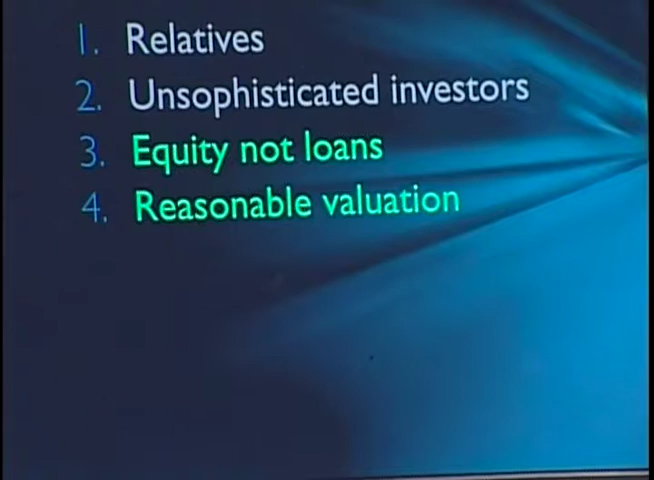 1. Relatives
2. Unsophisticated investors
3. Equity not loans
4. Reasonable valuation